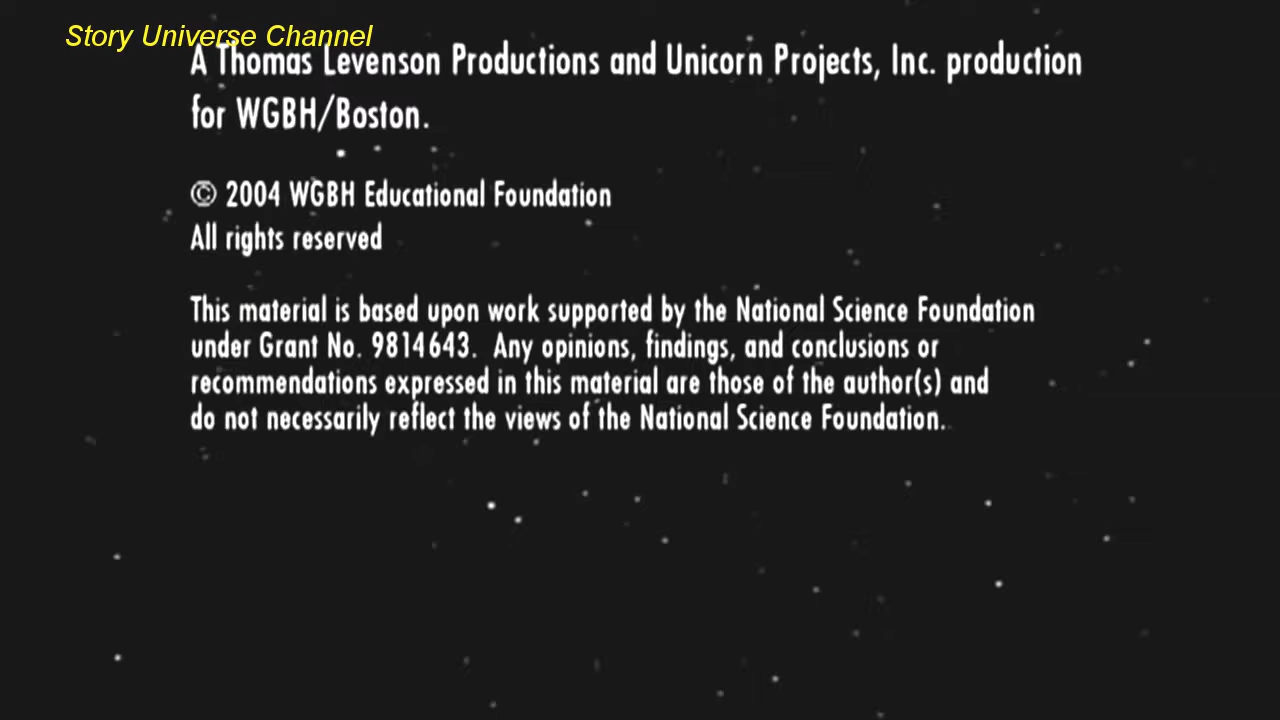 Story Universe Channel
A Thomas Levenson Productions and Unicorn Projects, Inc. production
for WGBH/Boston.
© 2004 WGBH Educational Foundation
All rights reserved
This material is based upon work supported by the National Science Foundation
under Grant No. 9814643.  Any opinions, findings, and conclusions or
recommendations expressed in this material are those of the author(s) and
do not necessarily reflect the views of the National Science Foundation.